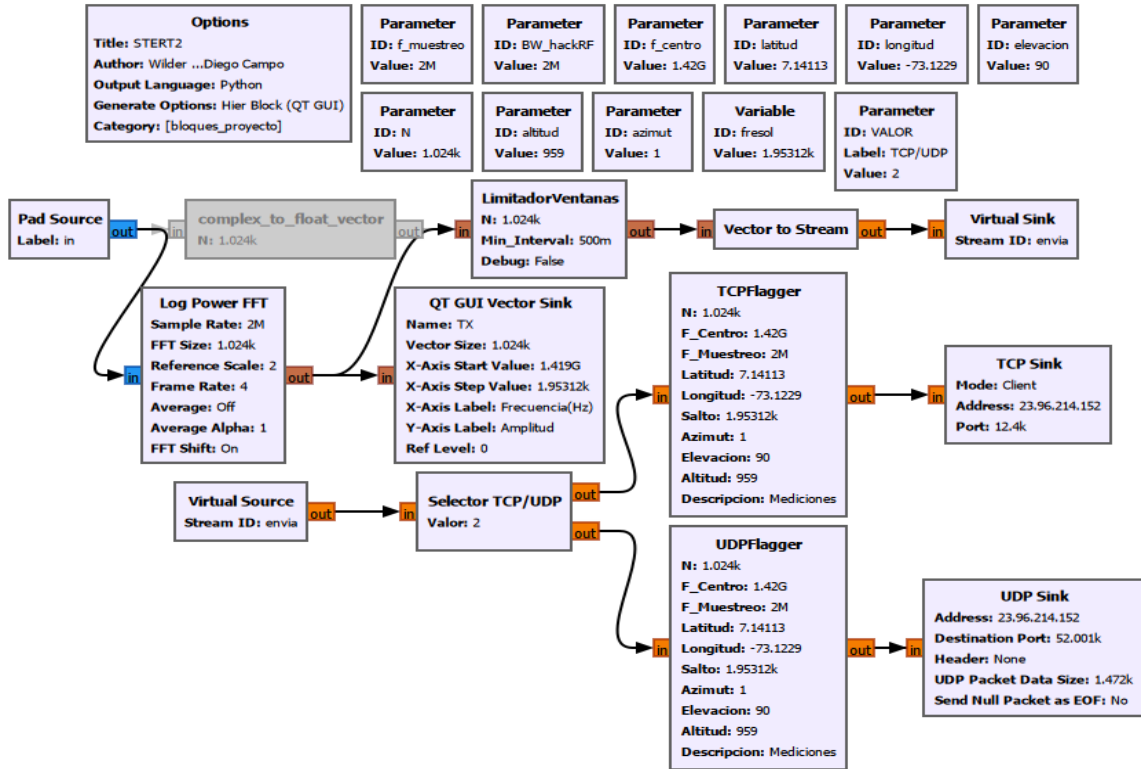 Options
Title: STERT2
Author: Wilder ...Diego Campo
Output Language: Python
Generate Options: Hier Block (QT GUI)
Category: [bloques_proyecto]
Parameter
ID: f_muestreo
Value: 2M
Parameter
ID: BW_hackRF
Value: 2M
Parameter
ID: f_centro
Value: 1.42G
Parameter
ID: latitud
Value: 7.14113
Parameter
ID: longitud
Value: -73.1229
Parameter
ID: elevacion
Value: 90
Parameter
ID: N
Value: 1.024k
Parameter
ID: altitud
Value: 959
Parameter
ID: azimut
Value: 1
Variable
ID: fresol
Value: 1.95312k
Parameter
ID: VALOR
Label: TCP/UDP
Value: 2
Pad Source
Label: in
out
in
complex_to_float_vector
N: 1.024k
out
in
LimitadorVentanas
N: 1.024k
Min_Interval: 500m
Debug: False
out
in
Vector to Stream
out
in
Virtual Sink
Stream ID: envia
in
Log Power FFT
Sample Rate: 2M
FFT Size: 1.024k
Reference Scale: 2
Frame Rate: 4
Average: Off
Average Alpha: 1
FFT Shift: On
out
in
QT GUI Vector Sink
Name: TX
Vector Size: 1.024k
X-Axis Start Value: 1.419G
X-Axis Step Value: 1.95312k
X-Axis Label: Frecuencia(Hz)
Y-Axis Label: Amplitud
Ref Level: 0
in
TCPFlagger
N: 1.024k
F_Centro: 1.42G
F_Muestreo: 2M
Latitud: 7.14113
Longitud: -73.1229
Salto: 1.95312k
Azimut: 1
Elevacion: 90
Altitud: 959
Descripcion: Mediciones
out
in
TCP Sink
Mode: Client
Address: 23.96.214.152
Port: 12.4k
Virtual Source
Stream ID: envia
out
in
Selector TCP/UDP
Valor: 2
out
out
in
UDPFlagger
N: 1.024k
F_Centro: 1.42G
F_Muestreo: 2M
Latitud: 7.14113
Longitud: -73.1229
Salto: 1.95312k
Azimut: 1
Elevacion: 90
Altitud: 959
Descripcion: Mediciones
out
in
UDP Sink
Address: 23.96.214.152
Destination Port: 52.001k
Header: None
UDP Packet Data Size: 1.472k
Send Null Packet as EOF: No